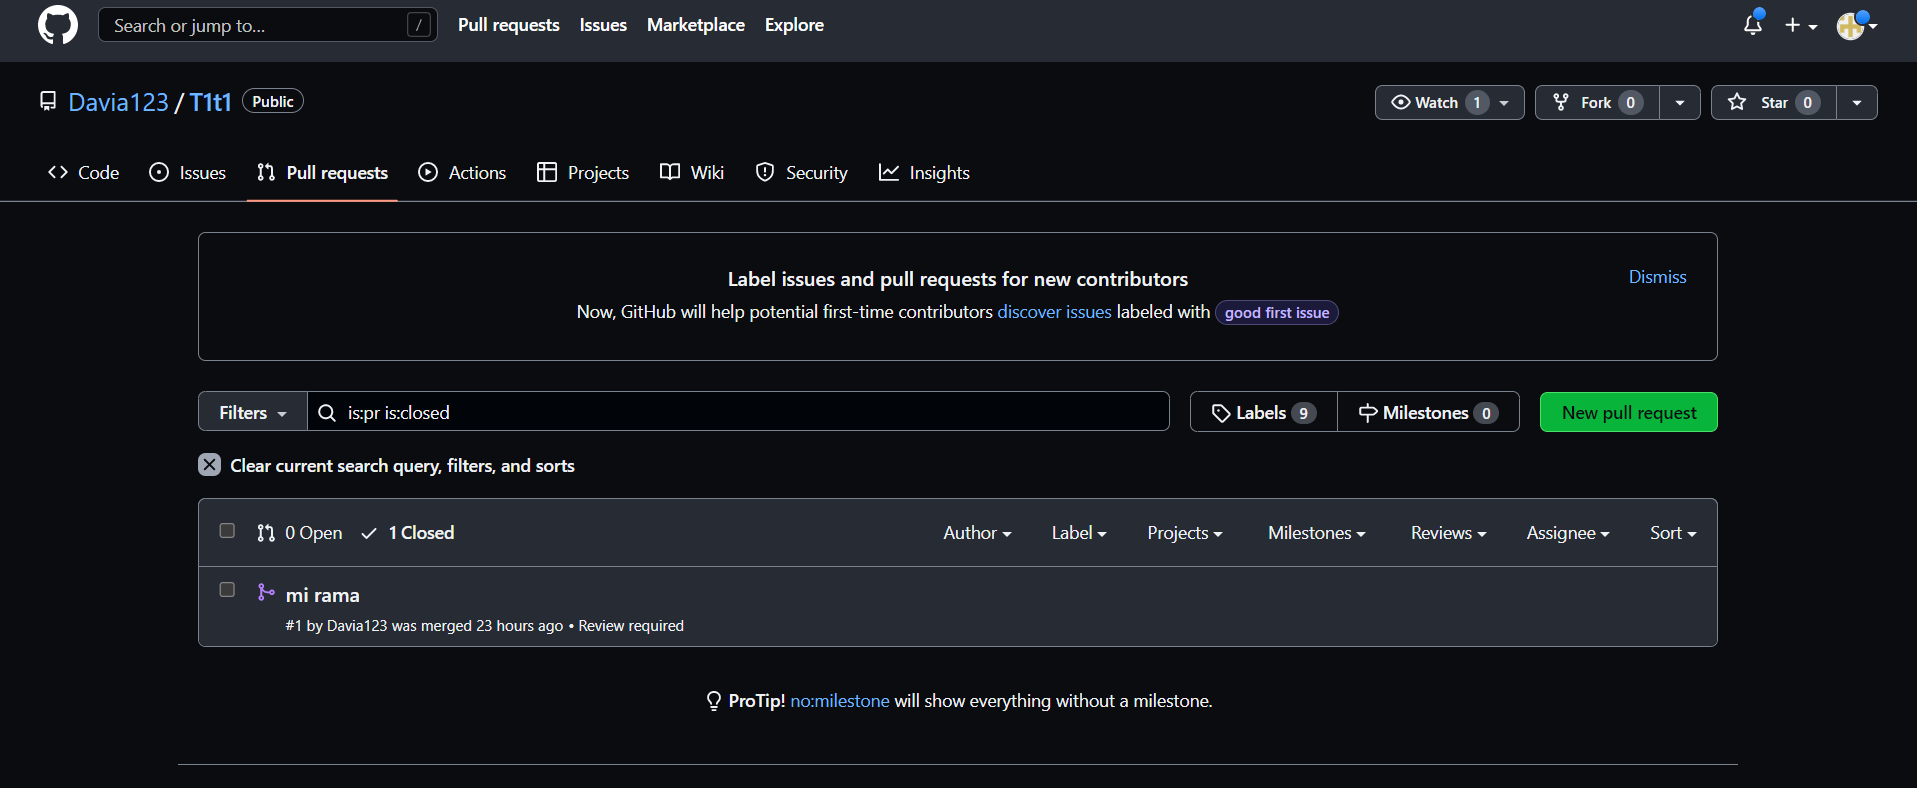 Search or jump to... / Pull requests Issues Marketplace Explore
Davia123 / T1t1 Public Watch 1 Fork 0 Star 0
Code Issues Pull requests Actions Projects Wiki Security Insights
Label issues and pull requests for new contributors
Dismiss
Now, GitHub will help potential first-time contributors discover issues labeled with good first issue
Filters is:pr is:closed Labels 9 Milestones 0 New pull request
Clear current search query, filters, and sorts
0 Open 1 Closed Author Label Projects Milestones Reviews Assignee Sort
mi rama
#1 by Davia123 was merged 23 hours ago • Review required
ProTip! no:milestone will show everything without a milestone.